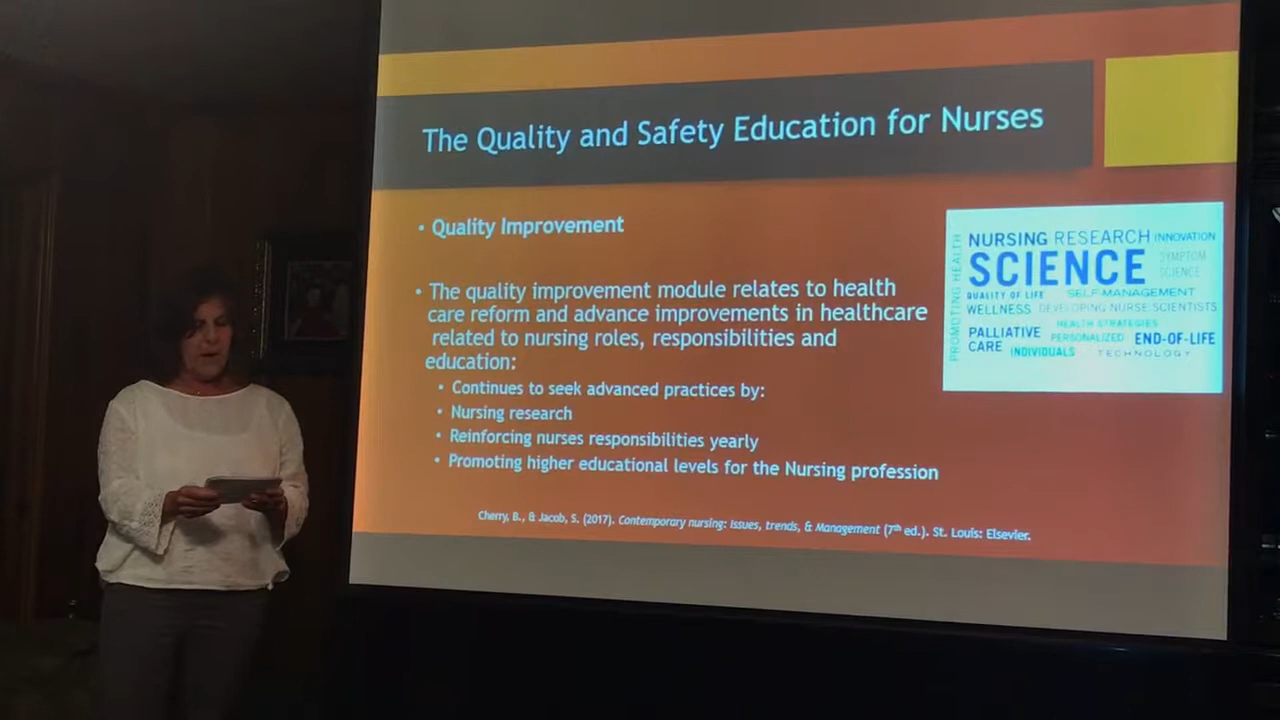 The Quality and Safety Education for Nurses
• Quality Improvement
• The quality improvement module relates to health
care reform and advance improvements in healthcare
related to nursing roles, responsibilities and
education:
• Continues to seek advanced practices by:
• Nursing research
• Reinforcing nurses responsibilities yearly
• Promoting higher educational levels for the Nursing profession
Cherry, B., & Jacob, S. (2017). Contemporary nursing: Issues, trends, & Management (7th ed.). St. Louis: Elsevier.
PROMOTING HEALTH
NURSING RESEARCH INNOVATION
SCIENCE
SYMPTOM
SCIENCE
QUALITY OF LIFE SELF-MANAGEMENT
WELLNESS DEVELOPING NURSE SCIENTISTS
HEALTH STRATEGIES
PALLIATIVE
CARE
PERSONALIZED END-OF-LIFE
INDIVIDUALS TECHNOLOGY